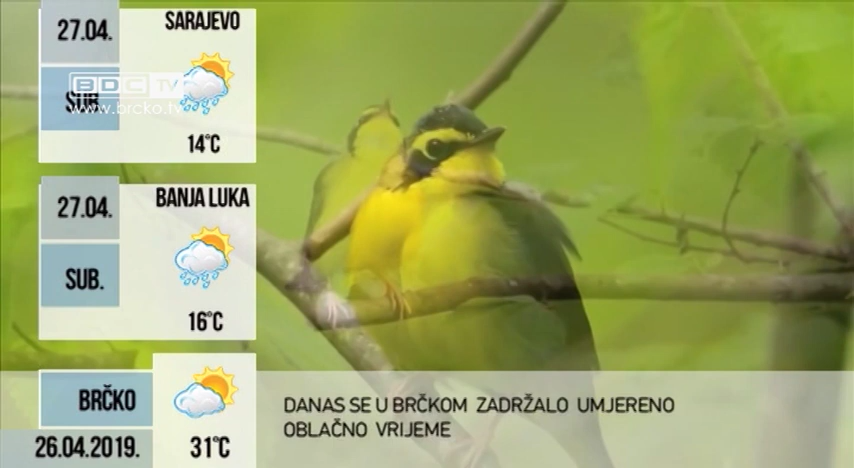 27.04.
SARAJEVO
BDC TV
SUB.
www.brcko.tv
14°C
27.04.
BANJA LUKA
SUB.
16°C
BRČKO
26.04.2019.
31°C
DANAS SE U BRČKOM ZADRŽALO UMJERENO
OBLAČNO VRIJEME